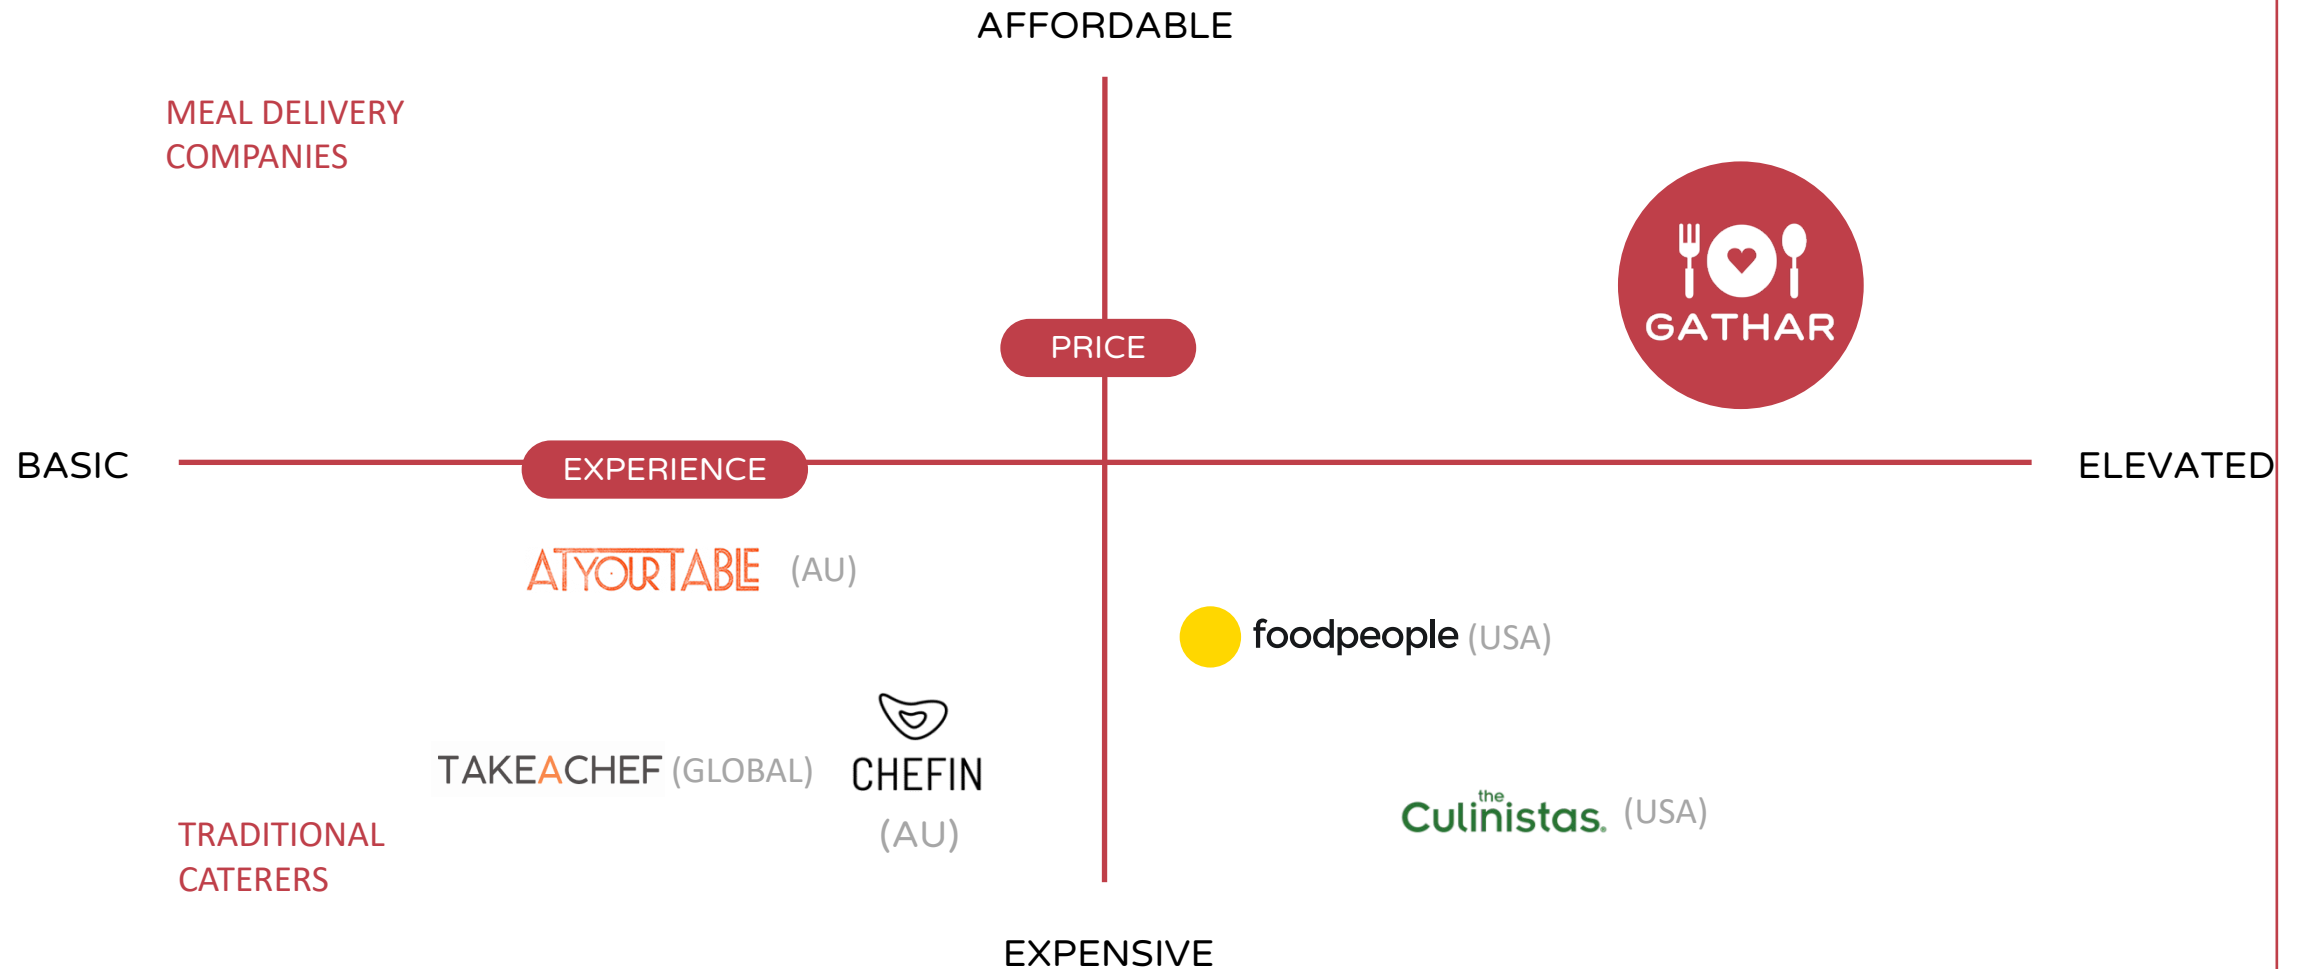 AFFORDABLE
MEAL DELIVERY
COMPANIES
GATHAR
PRICE
BASIC
EXPERIENCE
ELEVATED
ATYOURTABLE (AU)
foodpeople (USA)
TAKEACHEF (GLOBAL)
CHEFIN
(AU)
the
Culinistas. (USA)
TRADITIONAL
CATERERS
EXPENSIVE